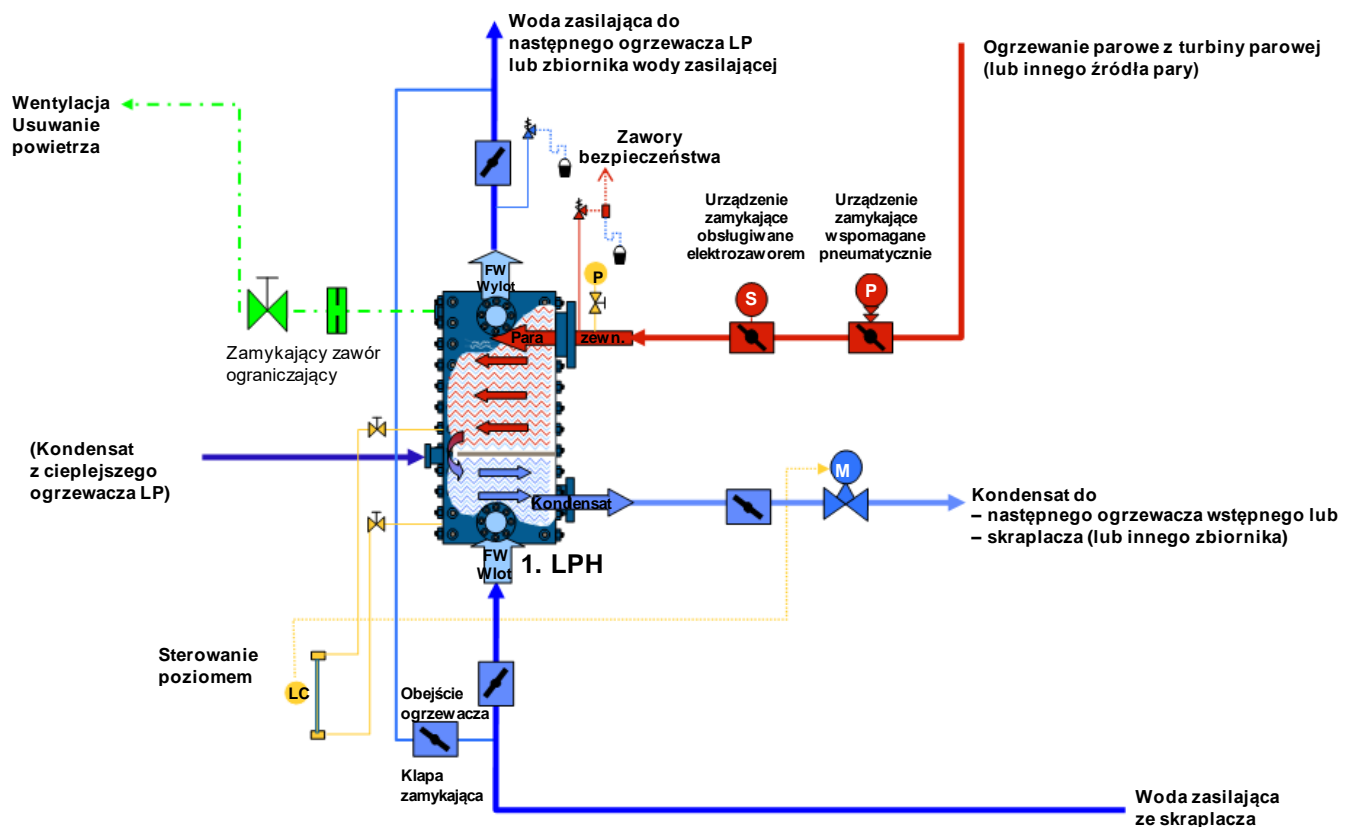 Woda zasilająca do
następnego ogrzewacza LP
lub zbiornika wody zasilającej
Ogrzewanie parowe z turbiny parowej
(lub innego źródła pary)
Wentylacja
Usuwanie
powietrza
Zawory
bezpieczeństwa
Urządzenie
zamykające
obsługiwane
elektrozaworem
Urządzenie
zamykające
wspomagane
pneumatycznie
FW
Wylot
P
S
P
Para
zewn.
Zamykający zawór
ograniczający
(Kondensat
z cieplejszego
ogrzewacza LP)
M
Kondensat
Kondensat do
– następnego ogrzewacza wstępnego lub
– skraplacza (lub innego zbiornika)
FW
Wlot
1. LPH
Sterowanie
poziomem
LC
Obejście
ogrzewacza
Klapa
zamykająca
Woda zasilająca
ze skraplacza